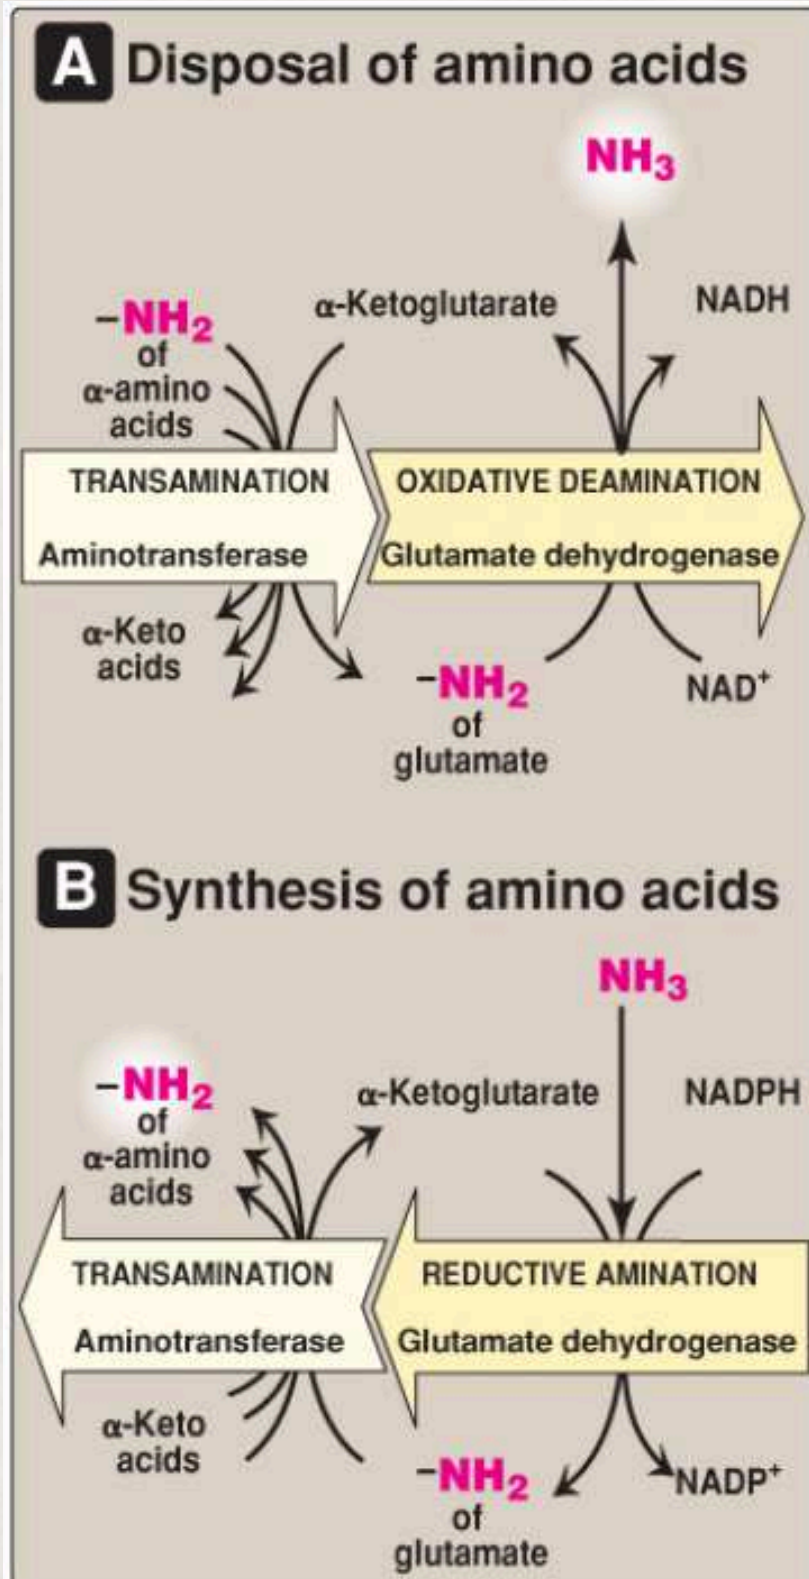 A Disposal of amino acids
NH₃
–NH₂
of
α-amino
acids
α-Ketoglutarate
NADH
TRANSAMINATION
Aminotransferase
OXIDATIVE DEAMINATION
Glutamate dehydrogenase
α-Keto
acids
–NH₂
of
glutamate
NAD⁺
B Synthesis of amino acids
NH₃
–NH₂
of
α-amino
acids
α-Ketoglutarate
NADPH
TRANSAMINATION
Aminotransferase
REDUCTIVE AMINATION
Glutamate dehydrogenase
α-Keto
acids
–NH₂
of
glutamate
NADP⁺